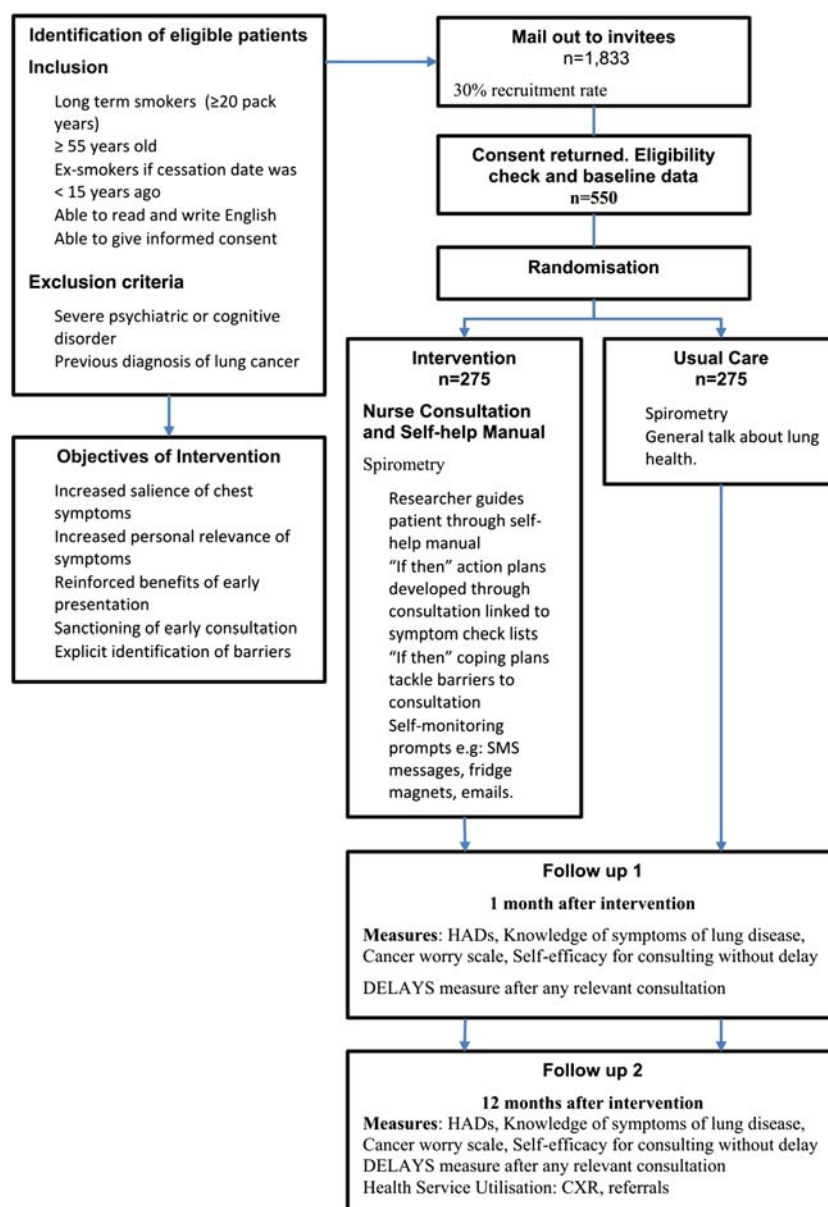 Identification of eligible patients
Inclusion
Long term smokers (≥20 pack
years)
≥ 55 years old
Ex-smokers if cessation date was
< 15 years ago
Able to read and write English
Able to give informed consent
Exclusion criteria
Severe psychiatric or cognitive
disorder
Previous diagnosis of lung cancer
Objectives of Intervention
Increased salience of chest
symptoms
Increased personal relevance of
symptoms
Reinforced benefits of early
presentation
Sanctioning of early consultation
Explicit identification of barriers
Mail out to invitees
n=1,833
30% recruitment rate
Consent returned. Eligibility
check and baseline data
n=550
Randomisation
Intervention
n=275
Nurse Consultation
and Self-help Manual
Spirometry
Researcher guides
patient through self-
help manual
“If then” action plans
developed through
consultation linked to
symptom check lists
“If then” coping plans
tackle barriers to
consultation
Self-monitoring
prompts e.g: SMS
messages, fridge
magnets, emails.
Usual Care
n=275
Spirometry
General talk about lung
health.
Follow up 1
1 month after intervention
Measures: HADs, Knowledge of symptoms of lung disease,
Cancer worry scale, Self-efficacy for consulting without delay
DELAYS measure after any relevant consultation
Follow up 2
12 months after intervention
Measures: HADs, Knowledge of symptoms of lung disease,
Cancer worry scale, Self-efficacy for consulting without delay
DELAYS measure after any relevant consultation
Health Service Utilisation: CXR, referrals